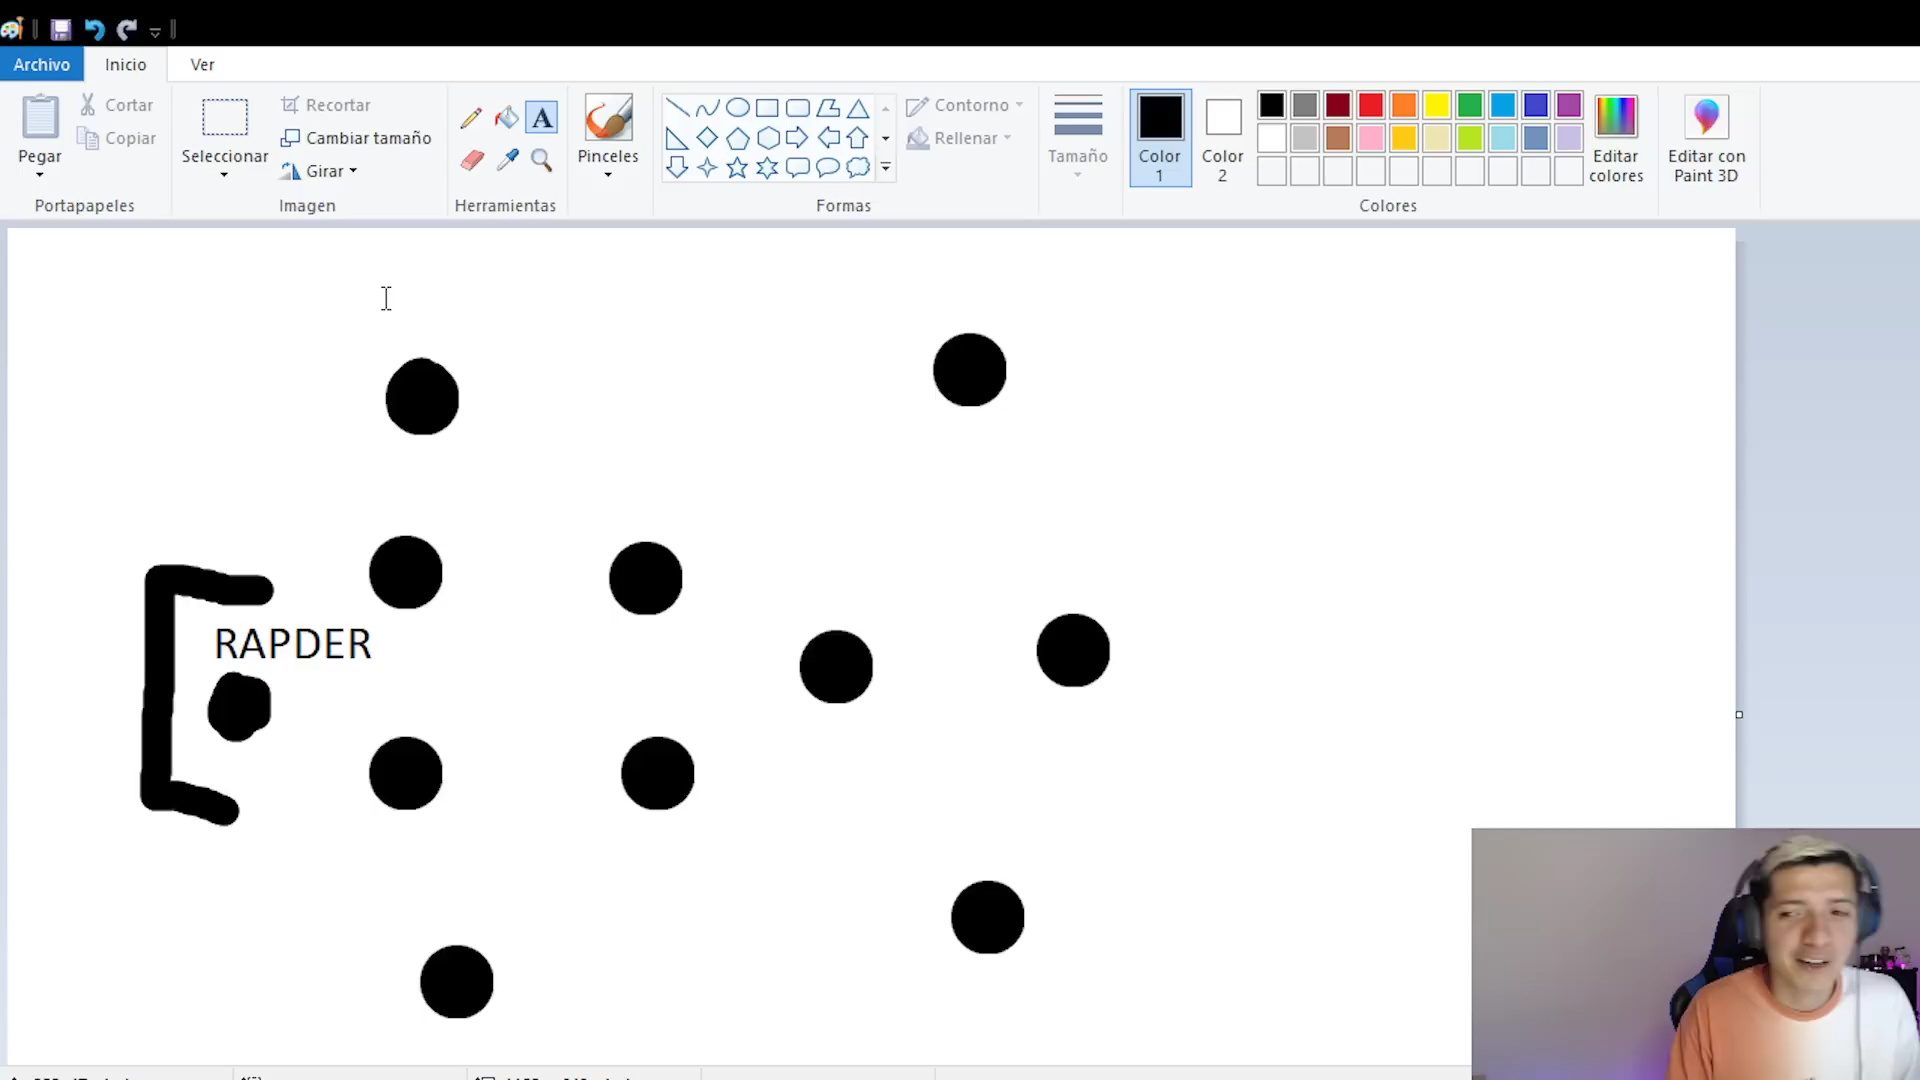 Archivo Inicio Ver
Cortar
Recortar
Contorno
Copiar
Cambiar tamaño
Rellenar
Pegar Seleccionar
Girar
Pinceles
Tamaño
Color 1
Color 2
Editar colores
Editar con Paint 3D
Portapapeles Imagen Herramientas Formas Colores
A
RAPDER